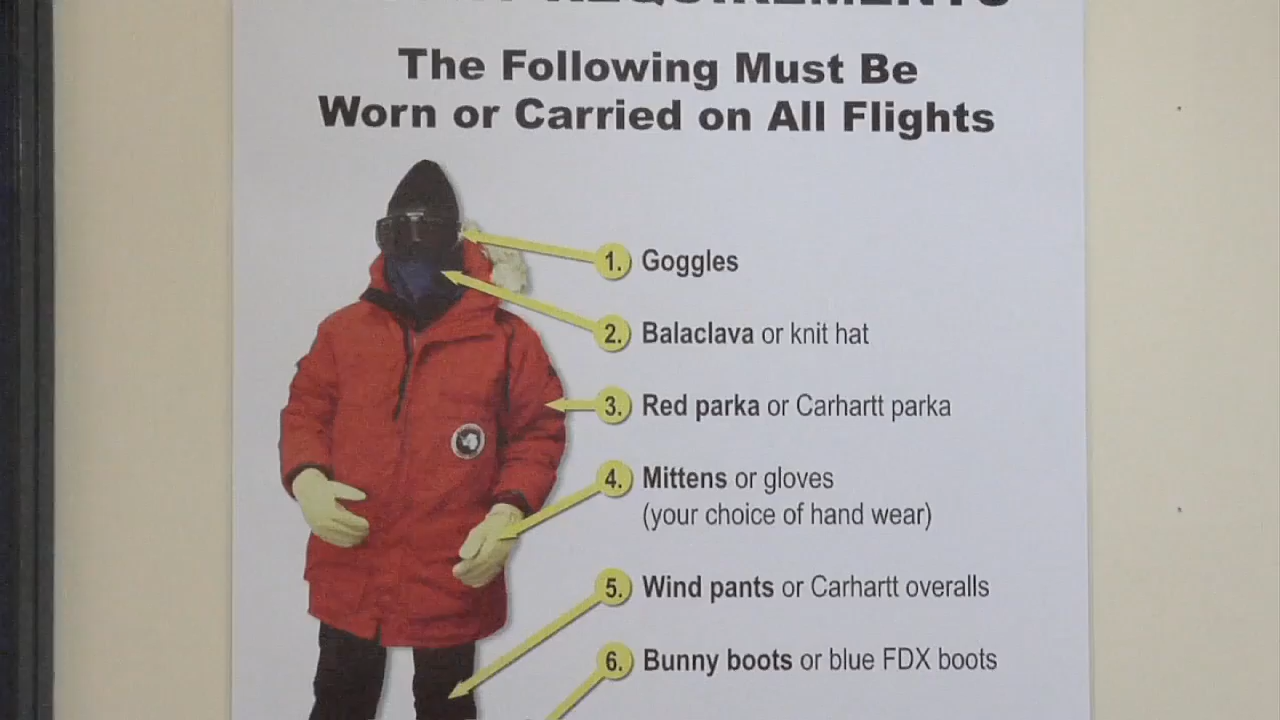 REQUIREMENTS
The Following Must Be
Worn or Carried on All Flights
1. Goggles
2. Balaclava or knit hat
3. Red parka or Carhartt parka
4. Mittens or gloves
(your choice of hand wear)
5. Wind pants or Carhartt overalls
6. Bunny boots or blue FDX boots